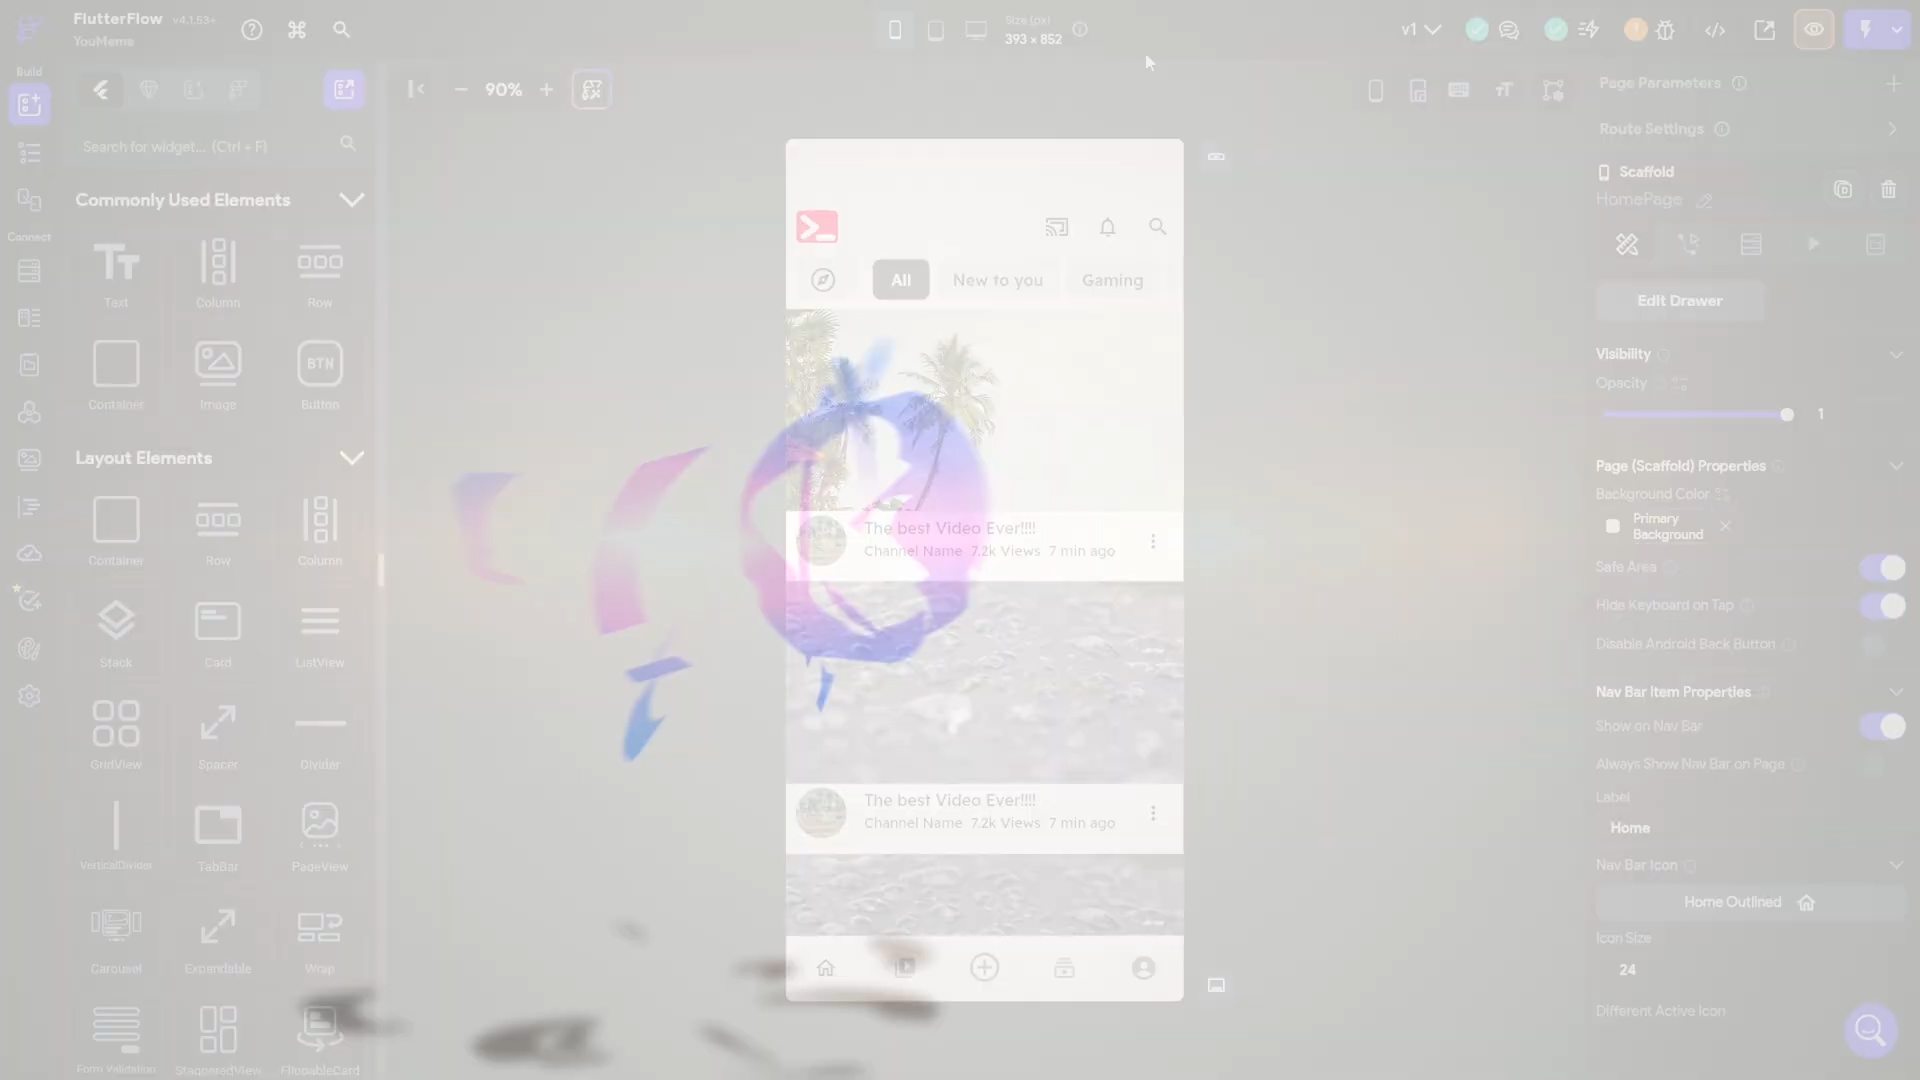 FlutterFlow v4.1.53+
YouMems
Size (px)
393 × 852
v1
Build
90%
Page Parameters
Search for widget... (Ctrl + F)
Route Settings
Scaffold
HomePage
Commonly Used Elements
Connect
Text
Column
Row
All
New to you
Gaming
Edit Drawer
Container
Image
BTN
Button
Visibility
Opacity
1
Layout Elements
Page (Scaffold) Properties
Background Color
Primary
Background
Container
Row
Column
The best Video Ever!!!!
Channel Name 7.2k Views 7 min ago
Safe Area
Hide Keyboard on Tap
Disable Android Back Button
Stack
Card
ListView
Nav Bar Item Properties
Show on Nav Bar
Always Show Nav Bar on Page
GridView
Spacer
Divider
Label
Home
The best Video Ever!!!!
Channel Name 7.2k Views 7 min ago
VerticalDivider
TabBar
PageView
Nav Bar Icon
Home Outlined
Icon Size
24
Carousel
Expandable
Wrap
Different Active Icon
Form Validation
StaggeredView
FlippableCard